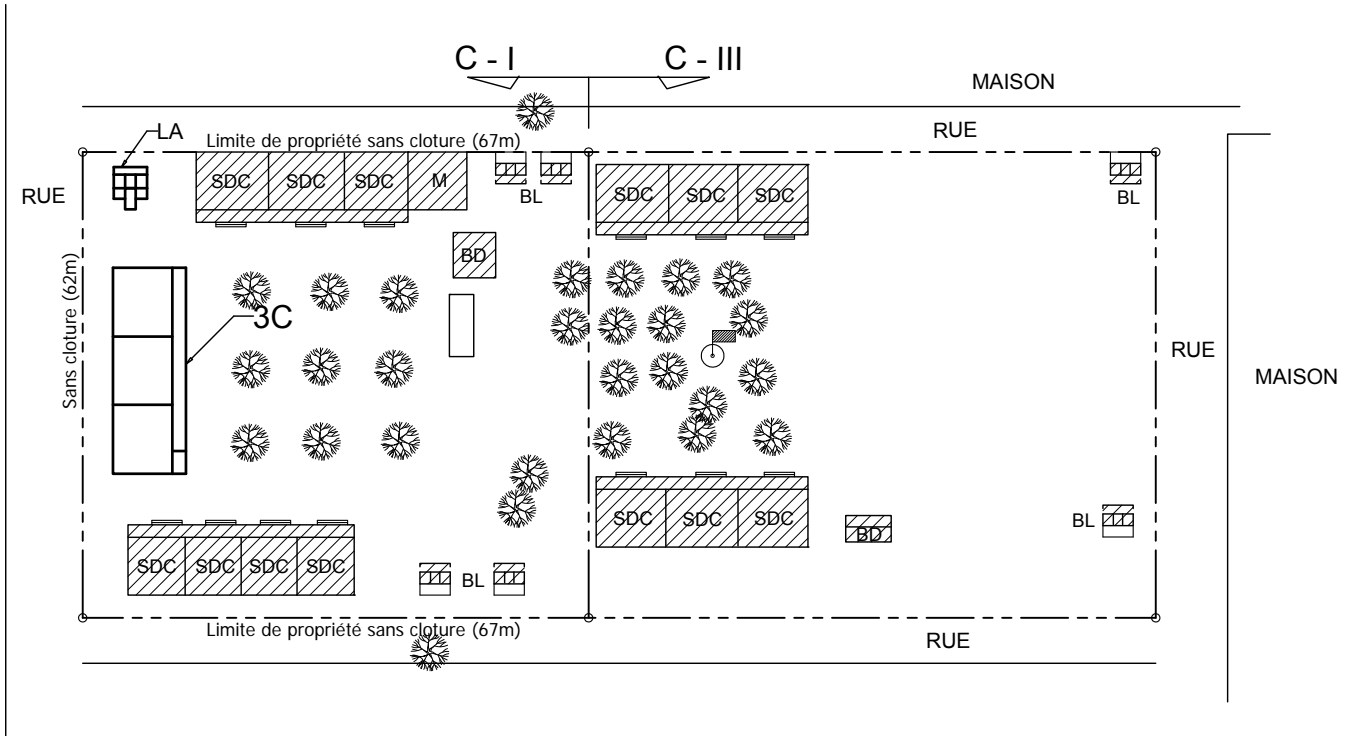 C - I
C - III
MAISON
LA
Limite de propriété sans cloture (67m)
RUE
RUE
SDC
SDC
SDC
M
BL
SDC
SDC
SDC
BL
BD
Sans cloture (62m)
3C
RUE
MAISON
SDC
SDC
SDC
SDC
BL
SDC
SDC
SDC
BD
BL
Limite de propriété sans cloture (67m)
RUE